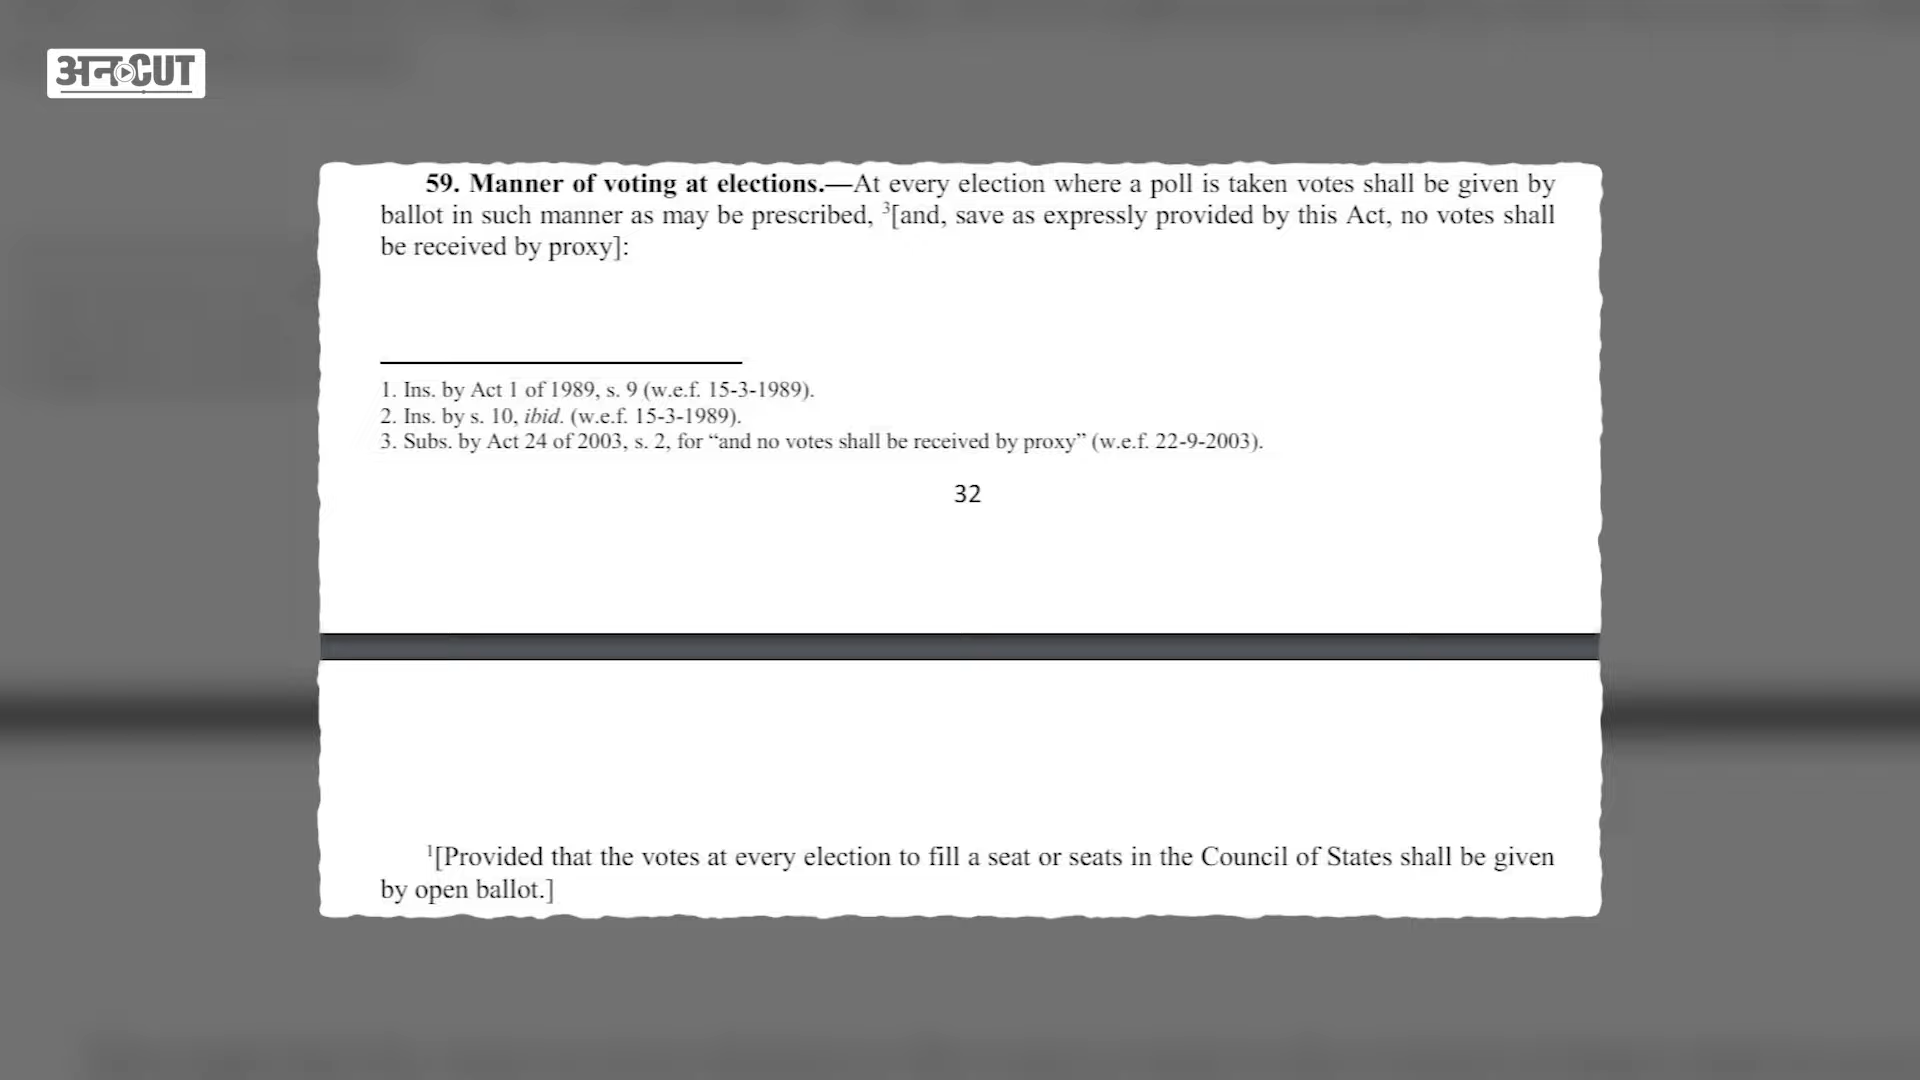 अनCUT
59. Manner of voting at elections.—At every election where a poll is taken votes shall be given by
ballot in such manner as may be prescribed, ³[and, save as expressly provided by this Act, no votes shall
be received by proxy]:
1. Ins. by Act 1 of 1989, s. 9 (w.e.f. 15-3-1989).
2. Ins. by s. 10, ibid. (w.e.f. 15-3-1989).
3. Subs. by Act 24 of 2003, s. 2, for “and no votes shall be received by proxy” (w.e.f. 22-9-2003).
32
¹[Provided that the votes at every election to fill a seat or seats in the Council of States shall be given
by open ballot.]